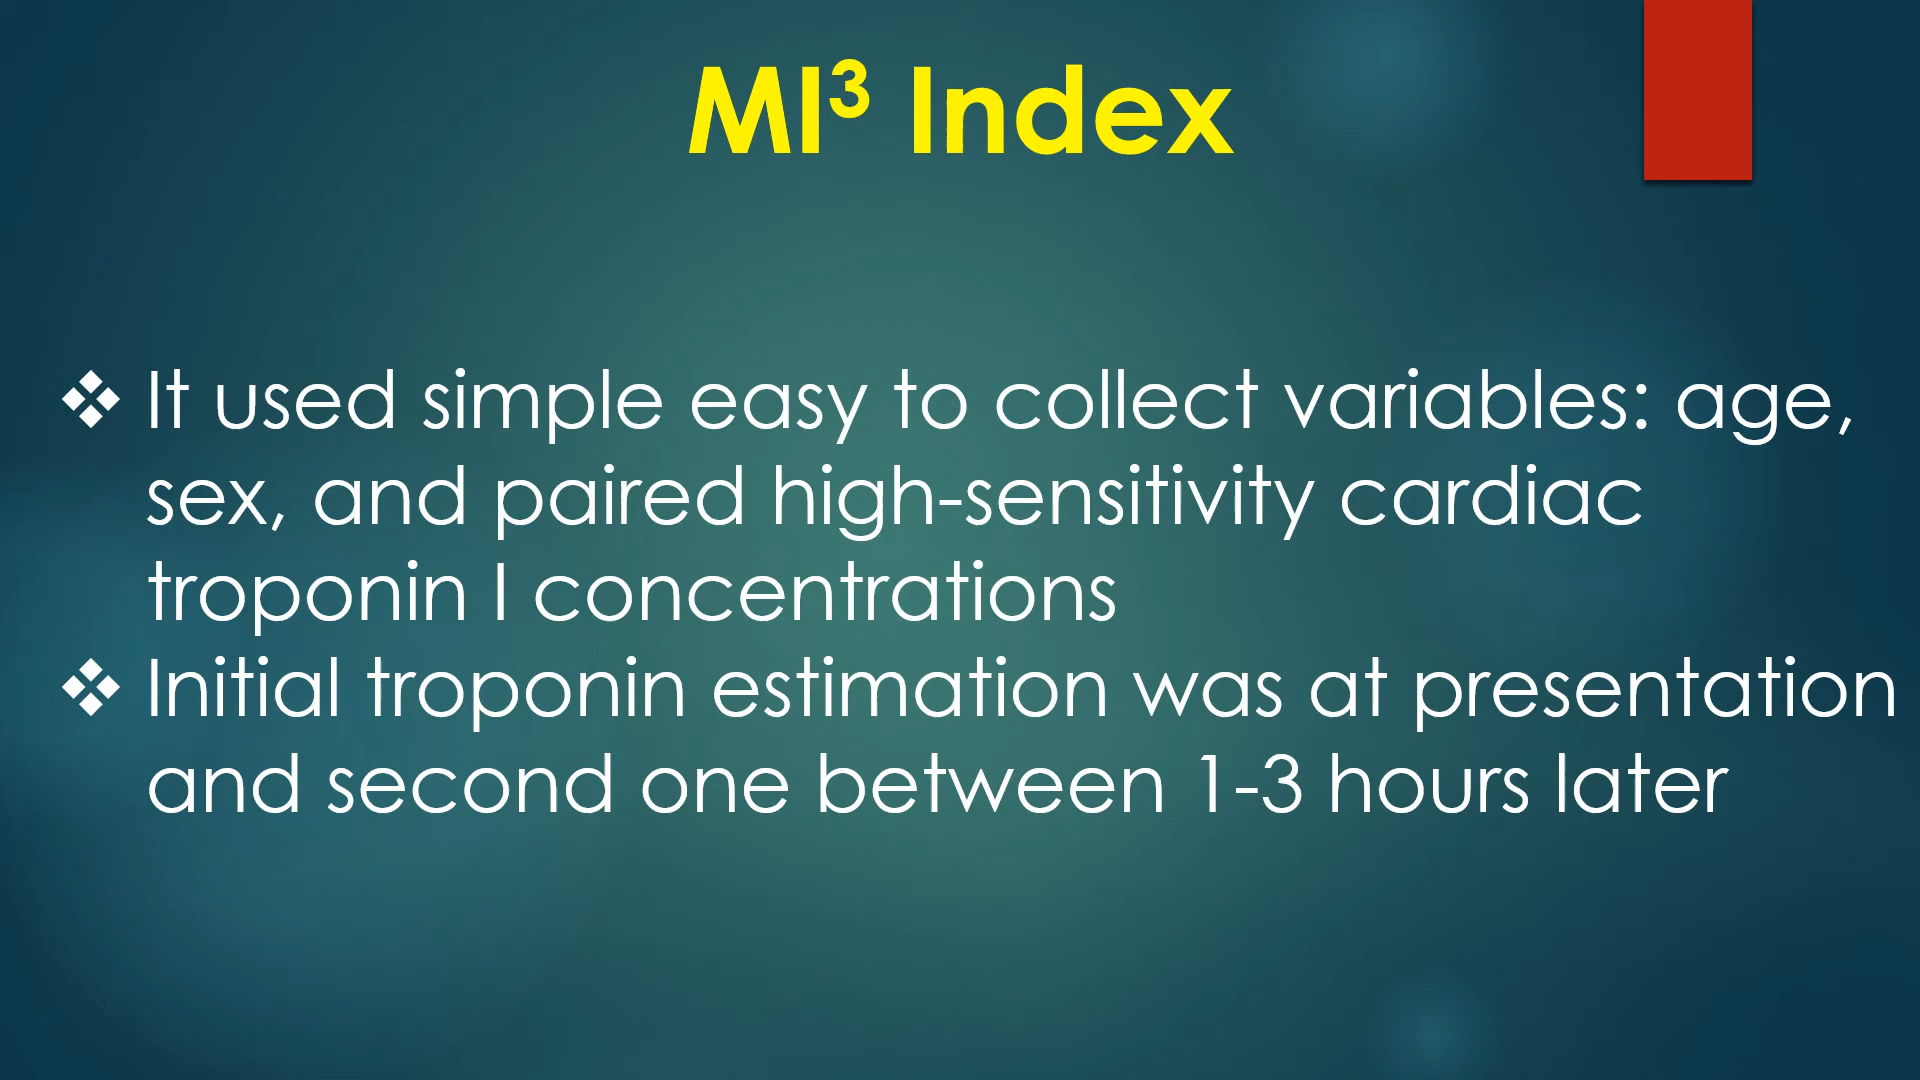 MI³ Index
❖ It used simple easy to collect variables: age,
sex, and paired high-sensitivity cardiac
troponin I concentrations
❖ Initial troponin estimation was at presentation
and second one between 1-3 hours later